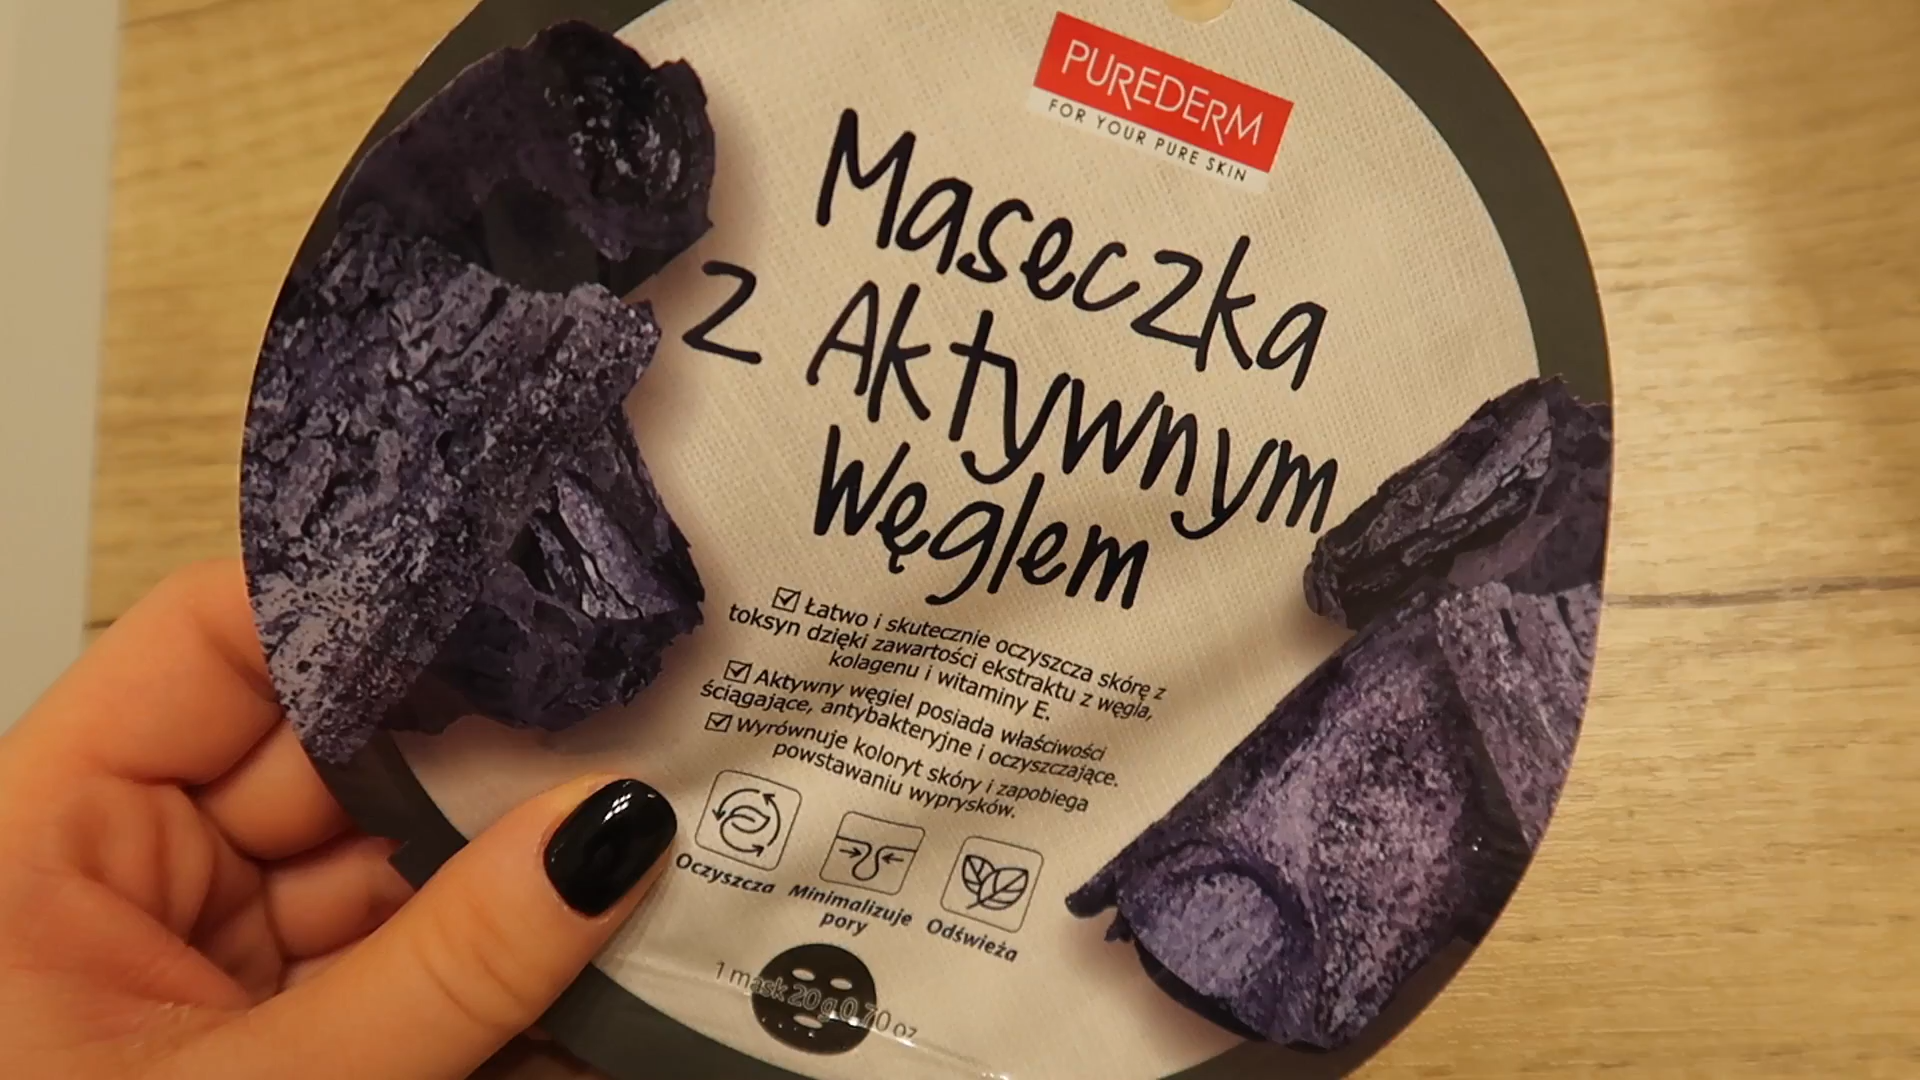 PUREDERM
FOR YOUR PURE SKIN
Maseczka
z Aktywnym
Węglem
Łatwo i skutecznie oczyszcza skórę z
toksyn dzięki zawartości ekstraktu z węgla,
kolagenu i witaminy E.
Aktywny węgiel posiada właściwości
ściągające, antybakteryjne i oczyszczające.
Wyrównuje koloryt skóry i zapobiega
powstawaniu wyprysków.
Oczyszcza
Minimalizuje
pory
Odświeża
1 mask 20 g 0.70 oz